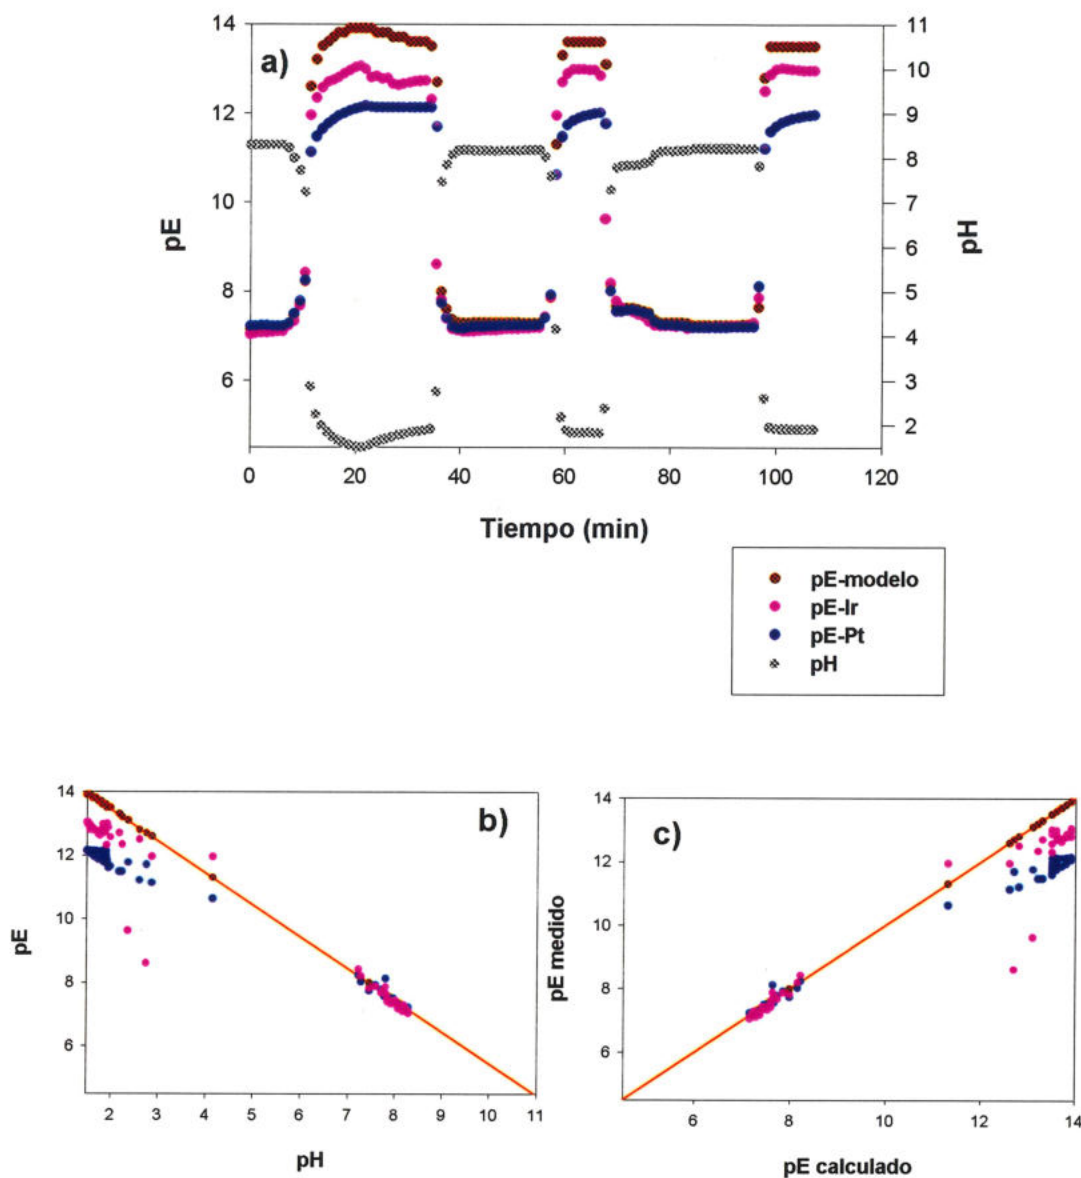 a)
14
12
10
8
6
pE
11
10
9
8
7
6
5
4
3
2
pH
0 20 40 60 80 100 120
Tiempo (min)
pE-modelo
pE-Ir
pE-Pt
pH
b)
14
12
10
8
6
pE
2 3 4 5 6 7 8 9 10 11
pH
c)
14
12
10
8
6
pE medido
6 8 10 12 14
pE calculado